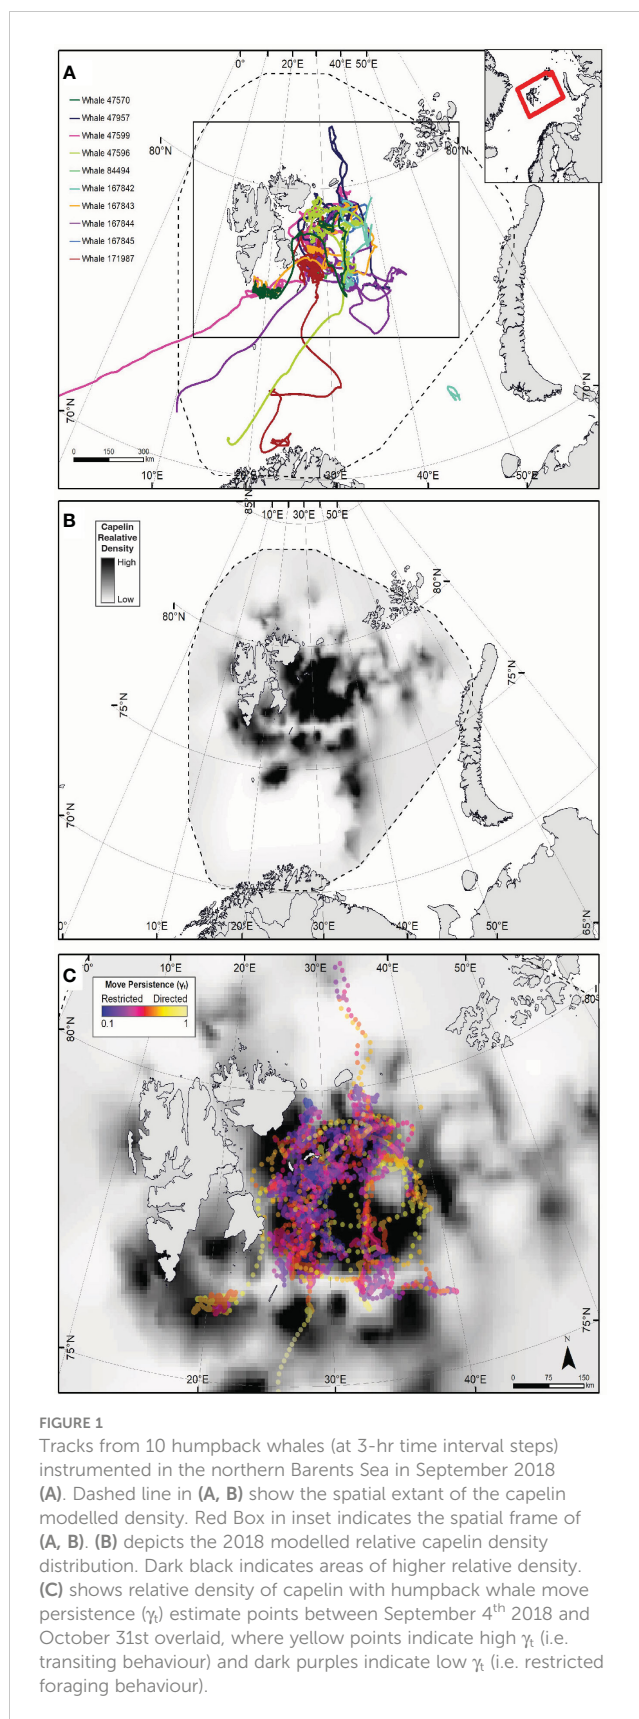 0°
20°E
40°E
50°E
A
Whale 47570
Whale 47957
Whale 47599
Whale 47596
Whale 84494
Whale 167842
Whale 167843
Whale 167844
Whale 167845
Whale 171987
80°N
80°N
70°N
70°N
0 150 300
km
10°E
20°E
30°E
40°E
50°E
85°N
10°E
30°E
50°E
B
Capelin
Realative
Density
High
Low
80°N
80°N
75°N
75°N
70°N
65°N
0°
10°E
20°E
30°E
40°E
50°E
C
0°
20°E
30°E
40°E
50°E
Move Persistence (γt)
Restricted Directed
0.1 1
80°N
80°
75°N
75°N
N
0 75 150
km
20°E
30°E
40°E
FIGURE 1
Tracks from 10 humpback whales (at 3-hr time interval steps)
instrumented in the northern Barents Sea in September 2018
(A). Dashed line in (A, B) show the spatial extant of the capelin
modelled density. Red Box in inset indicates the spatial frame of
(A, B). (B) depicts the 2018 modelled relative capelin density
distribution. Dark black indicates areas of higher relative density.
(C) shows relative density of capelin with humpback whale move
persistence (γt) estimate points between September 4th 2018 and
October 31st overlaid, where yellow points indicate high γt (i.e.
transiting behaviour) and dark purples indicate low γt (i.e. restricted
foraging behaviour).